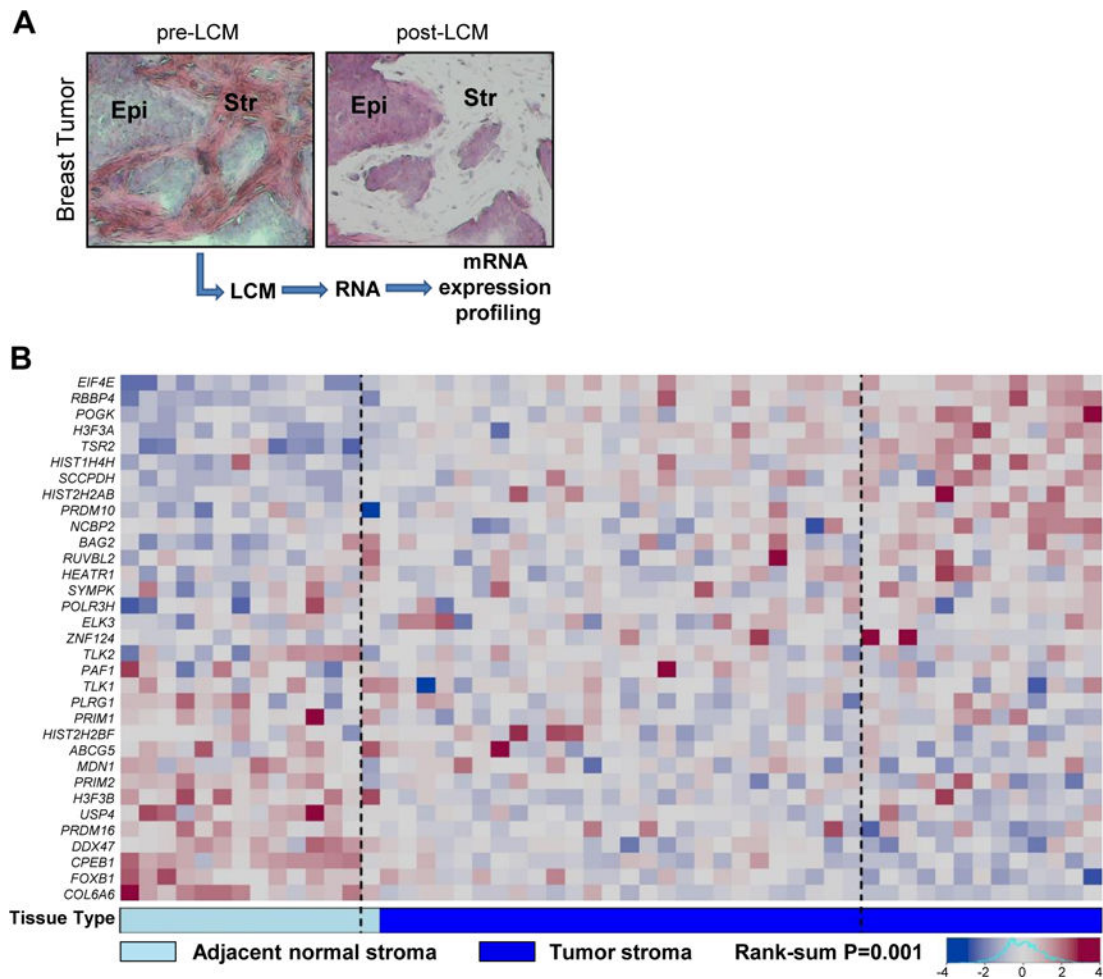 A
pre-LCM post-LCM
Breast Tumor
Epi Str Epi Str
LCM RNA mRNA
expression
profiling
B
EIF4E
RBBP4
POGK
H3F3A
TSR2
HIST1H4H
SCCPDH
HIST2H2AB
PRDM10
NCBP2
BAG2
RUVBL2
HEATR1
SYMPK
POLR3H
ELK3
ZNF124
TLK2
PAF1
TLK1
PLRG1
PRIM1
HIST2H2BF
ABCG5
MDN1
PRIM2
H3F3B
USP4
PRDM16
DDX47
CPEB1
FOXB1
COL6A6
Tissue Type
Adjacent normal stroma Tumor stroma Rank-sum P=0.001
-4 -2 0 2 4